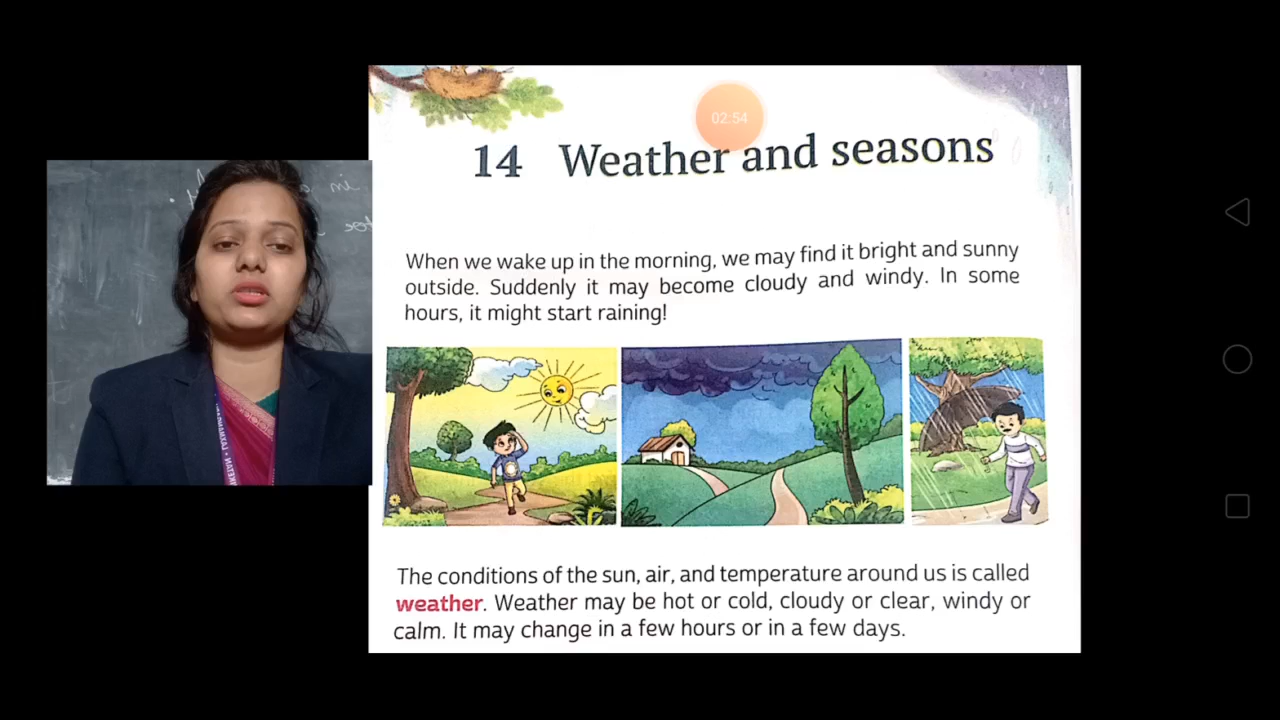 02:54
14 Weather and seasons
When we wake up in the morning, we may find it bright and sunny
outside. Suddenly it may become cloudy and windy. In some
hours, it might start raining!
The conditions of the sun, air, and temperature around us is called
weather. Weather may be hot or cold, cloudy or clear, windy or
calm. It may change in a few hours or in a few days.